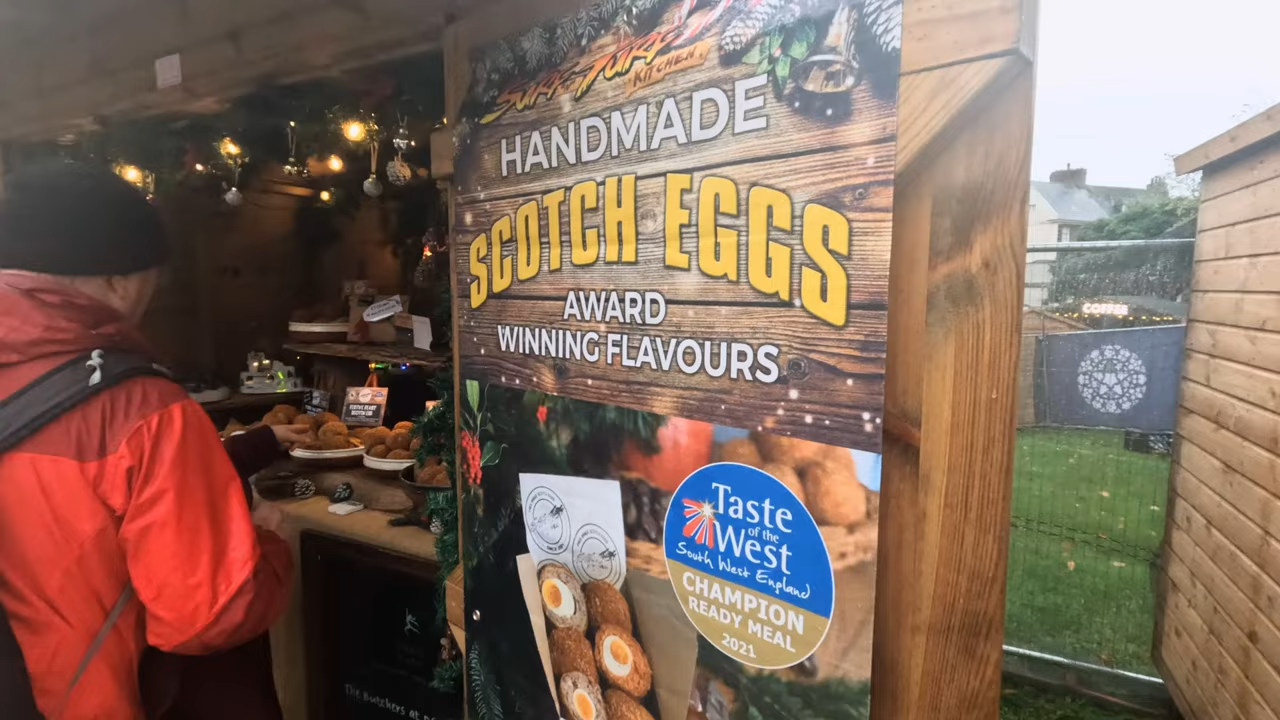 SURF TURF
KITCHEN
HANDMADE
SCOTCH EGGS
AWARD
WINNING FLAVOURS
Taste
of the
West
South West England
CHAMPION
READY MEAL
2021
The Butchers at